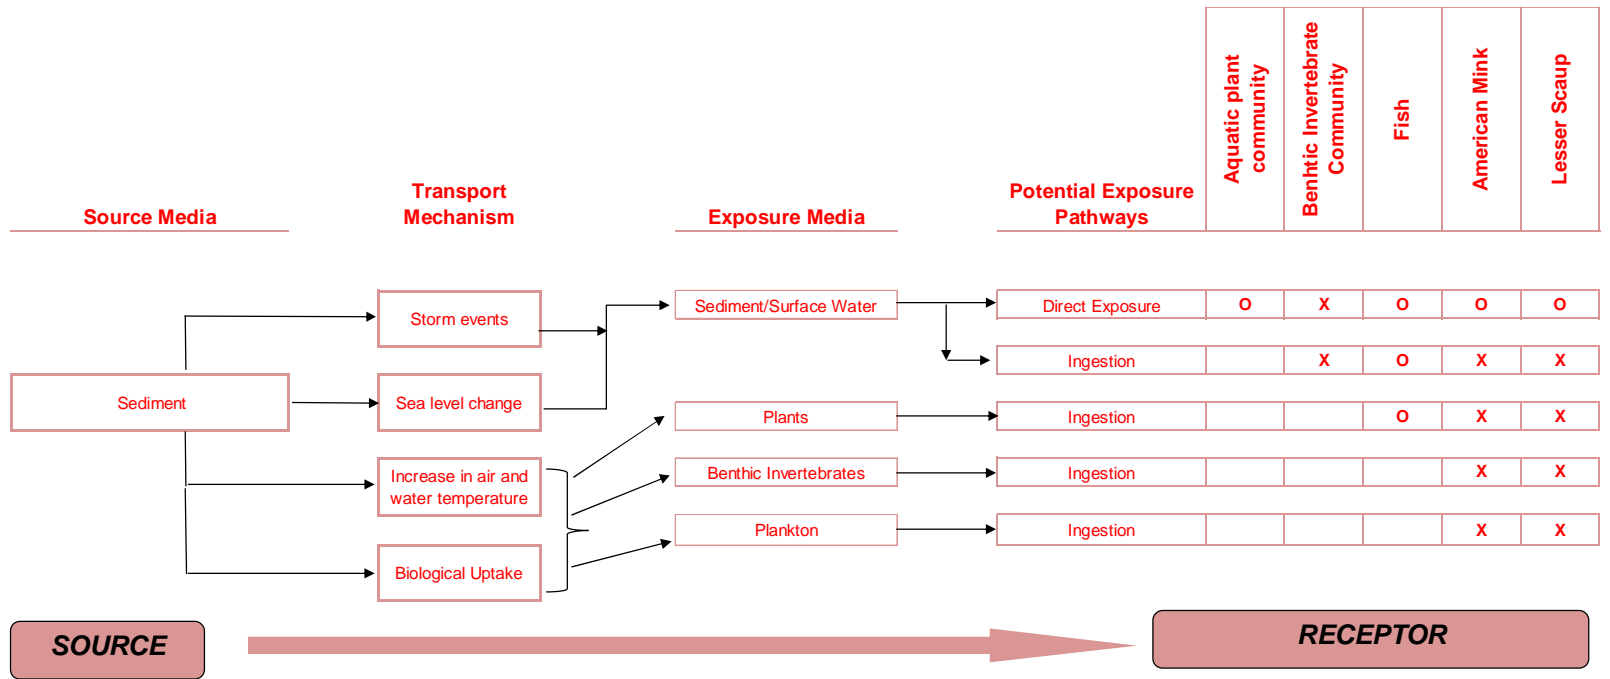 Aquatic plant
community
Benhtic Invertebrate
Community
Fish
American Mink
Lesser Scaup
Source Media
Transport
Mechanism
Exposure Media
Potential Exposure
Pathways
Storm events
Sediment/Surface Water
Direct Exposure
O
X
O
O
O
Ingestion
X
O
X
X
Sediment
Sea level change
Plants
Ingestion
O
X
X
Increase in air and
water temperature
Benthic Invertebrates
Ingestion
X
X
Plankton
Ingestion
X
X
Biological Uptake
SOURCE
RECEPTOR